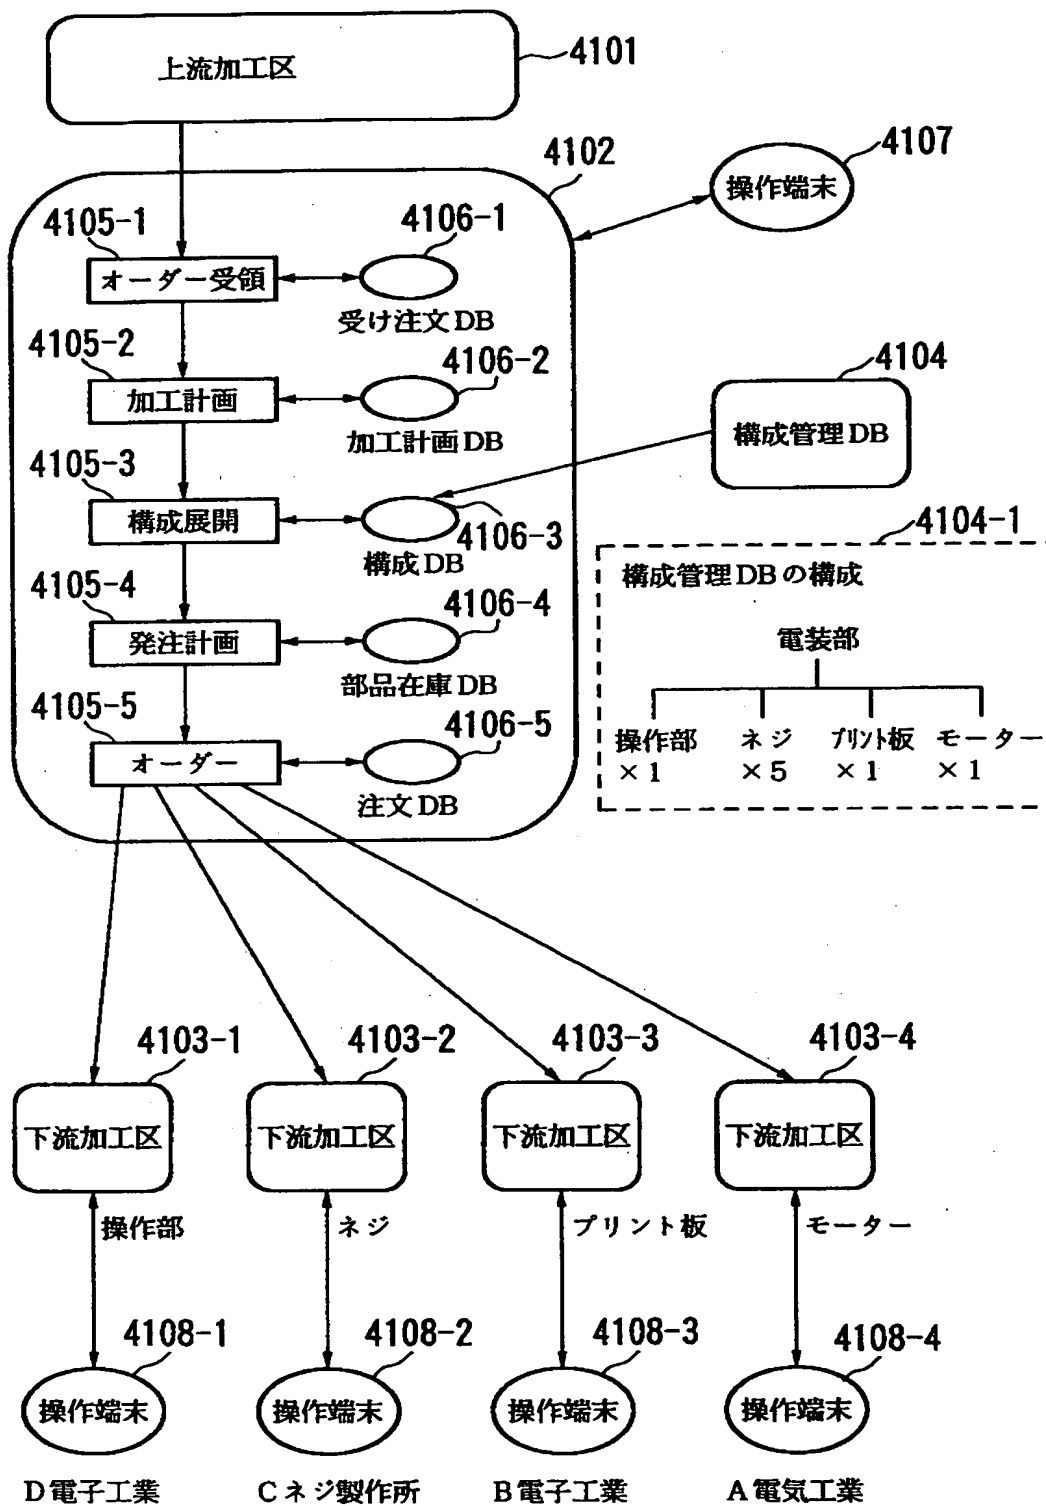 上流加工区
4101
4102
4107
操作端末
4105-1
4106-1
オーダー受領
受け注文DB
4105-2
4106-2
加工計画
加工計画DB
4104
構成管理DB
4105-3
構成展開
4106-3
構成DB
4104-1
構成管理DBの構成
電装部
操作部 ネジ プリント板 モーター
×1 ×5 ×1 ×1
4105-4
4106-4
発注計画
部品在庫DB
4105-5
4106-5
オーダー
注文DB
4103-1 4103-2 4103-3 4103-4
下流加工区 下流加工区 下流加工区 下流加工区
操作部 ネジ プリント板 モーター
4108-1 4108-2 4108-3 4108-4
操作端末 操作端末 操作端末 操作端末
D電子工業 Cネジ製作所 B電子工業 A電気工業